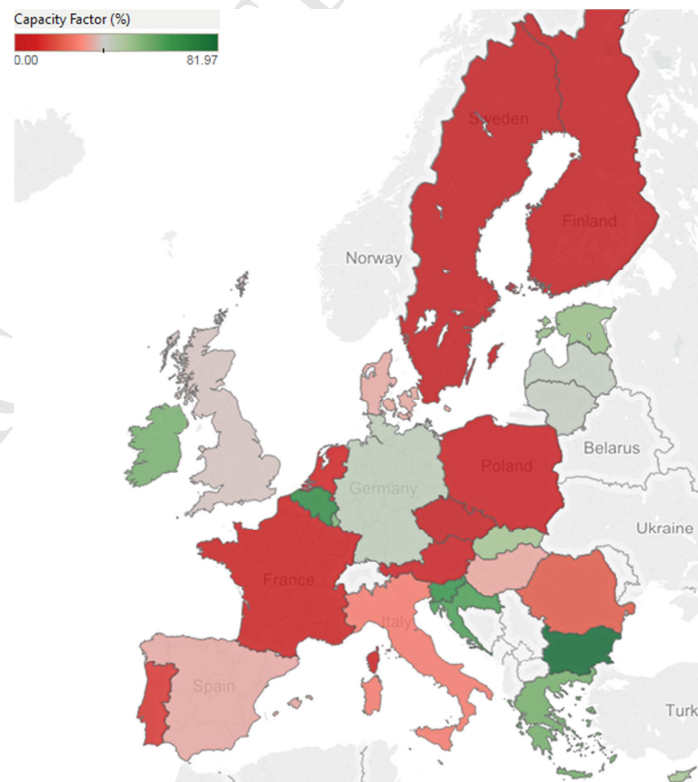 Capacity Factor (%)
0.00 81.97
Sweden
Finland
Norway
Belarus
Poland
Germany
Ukraine
France
Italy
Spain
Turk